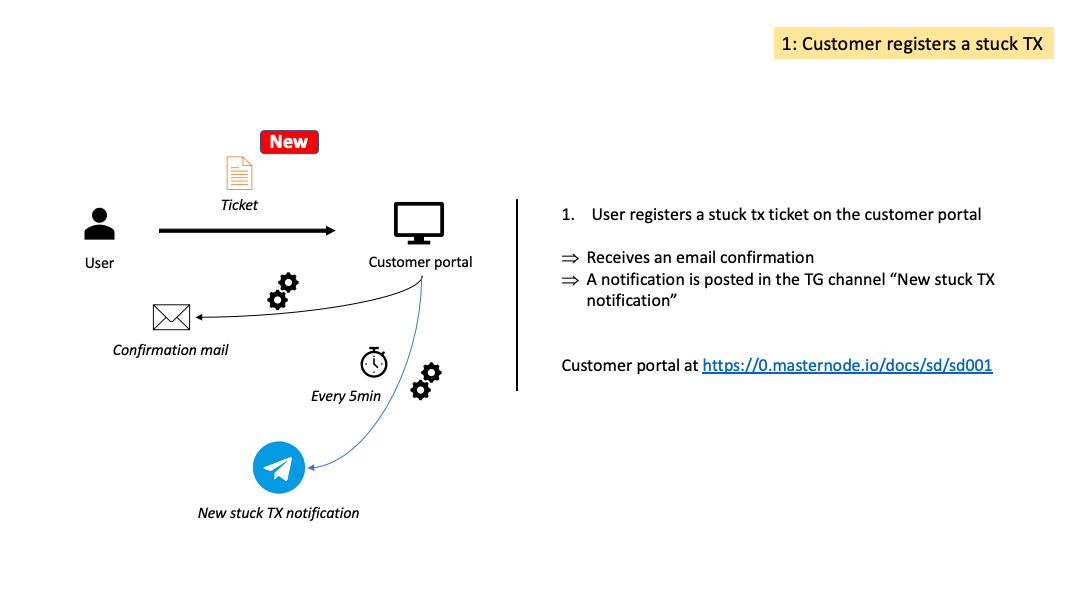 1: Customer registers a stuck TX
New
Ticket
User
Customer portal
Confirmation mail
Every 5min
New stuck TX notification
1. User registers a stuck tx ticket on the customer portal
⇒ Receives an email confirmation
⇒ A notification is posted in the TG channel “New stuck TX
notification”
Customer portal at https://0.masternode.io/docs/sd/sd001